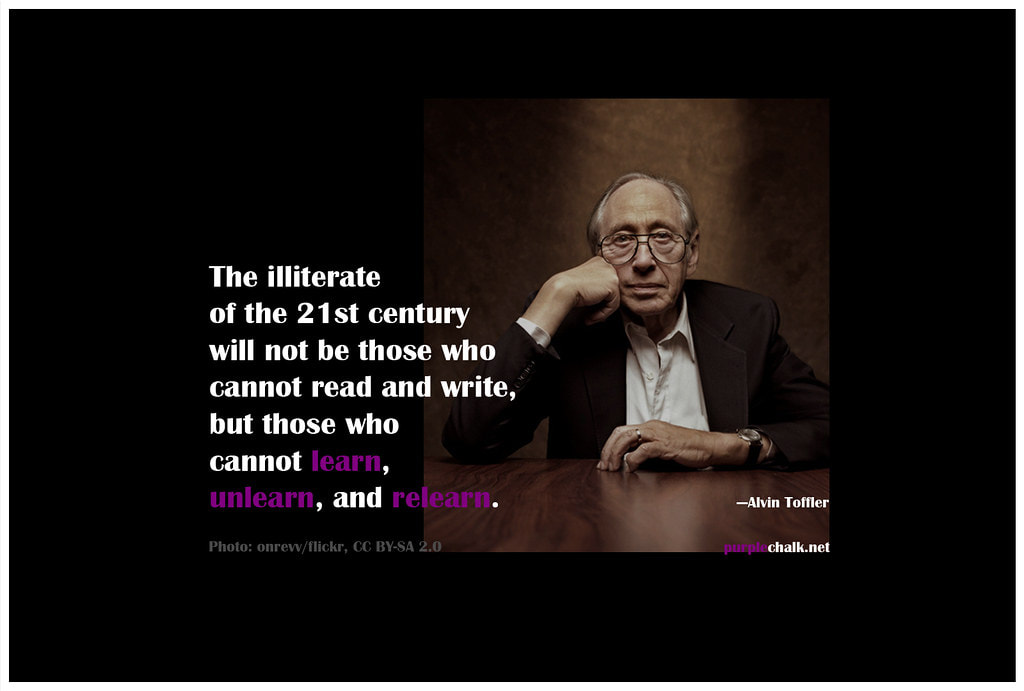 The illiterate
of the 21st century
will not be those who
cannot read and write,
but those who
cannot learn,
unlearn, and relearn.
—Alvin Toffler
Photo: onrevv/flickr, CC BY-SA 2.0
purplechalk.net